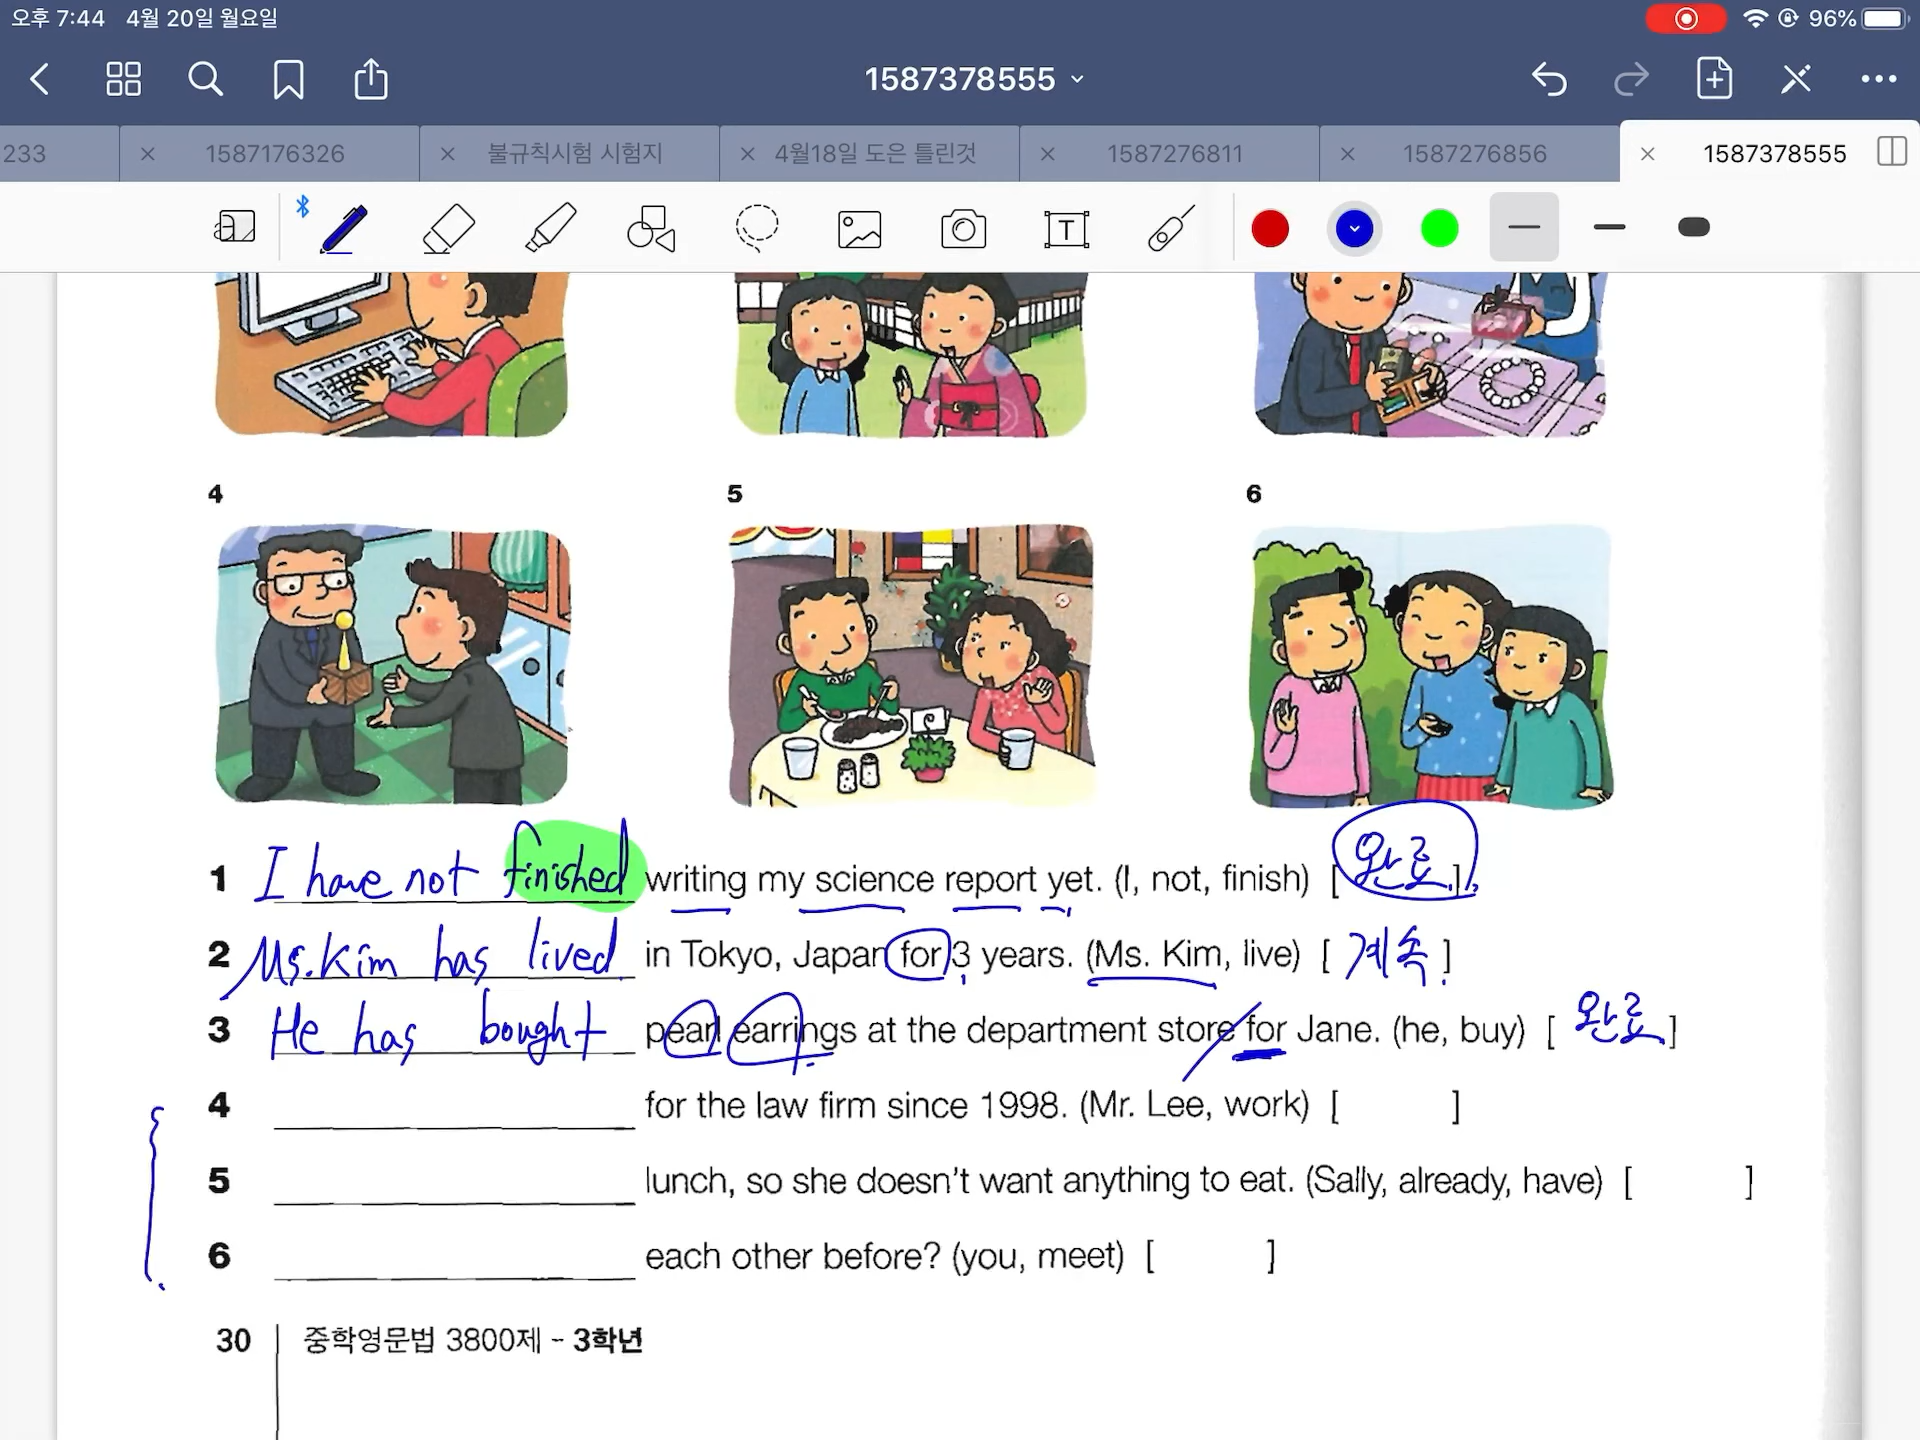 오후 7:44 4월 20일 월요일 96%
1587378555
233 1587176326 불규칙시험 시험지 4월18일 도은 틀린것 1587276811 1587276856 1587378555
4 5 6
1 I have not finished writing my science report yet. (I, not, finish) [ 완료 ]
2 Ms. Kim has lived in Tokyo, Japan for 3 years. (Ms. Kim, live) [ 계속 ]
3 He has bought pearl earrings at the department store for Jane. (he, buy) [ 완료 ]
4 for the law firm since 1998. (Mr. Lee, work) [ ]
5 lunch, so she doesn't want anything to eat. (Sally, already, have) [ ]
6 each other before? (you, meet) [ ]
30 중학영문법 3800제 - 3학년